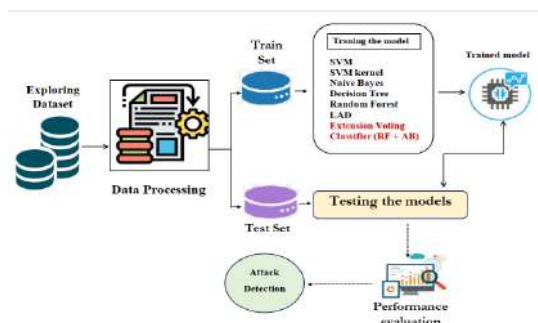 Exploring
Dataset
Data Processing
Train
Set
Test Set
Traning the model
SVM
SVM kernel
Naive Bayes
Decision Tree
Random Forest
LAD
Extension Voting
Classifier (RF + AB)
Trained model
Testing the models
Attack
Detection
Performance
evaluation